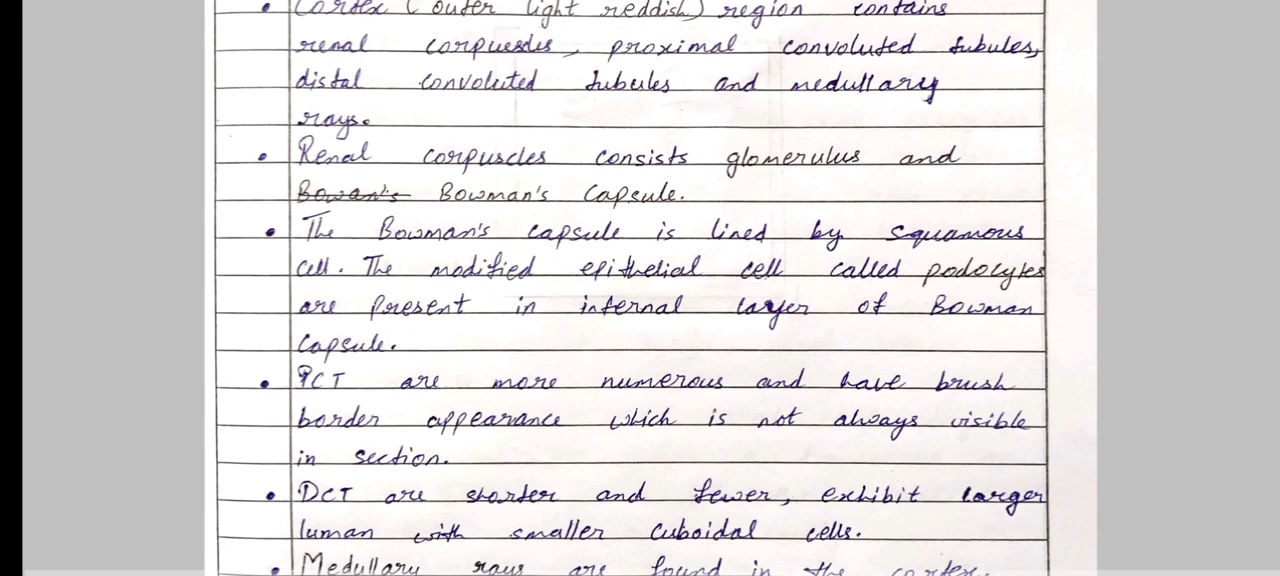 • Cortex (outer light reddish) region contains
renal corpuscles, proximal convoluted tubules,
distal convoluted tubules and medullary
rays.
• Renal corpuscles consists glomerulus and
Bowan's Bowman's Capsule.
• The Bowman's capsule is lined by squamous
cell. The modified epithelial cell called podocytes
are present in internal layer of Bowman
Capsule.
• PCT are more numerous and have brush
border appearance which is not always visible
in section.
• DCT are shorter and fewer, exhibit larger
luman with smaller cuboidal cells.
• Medullary rays are found in the cortex.